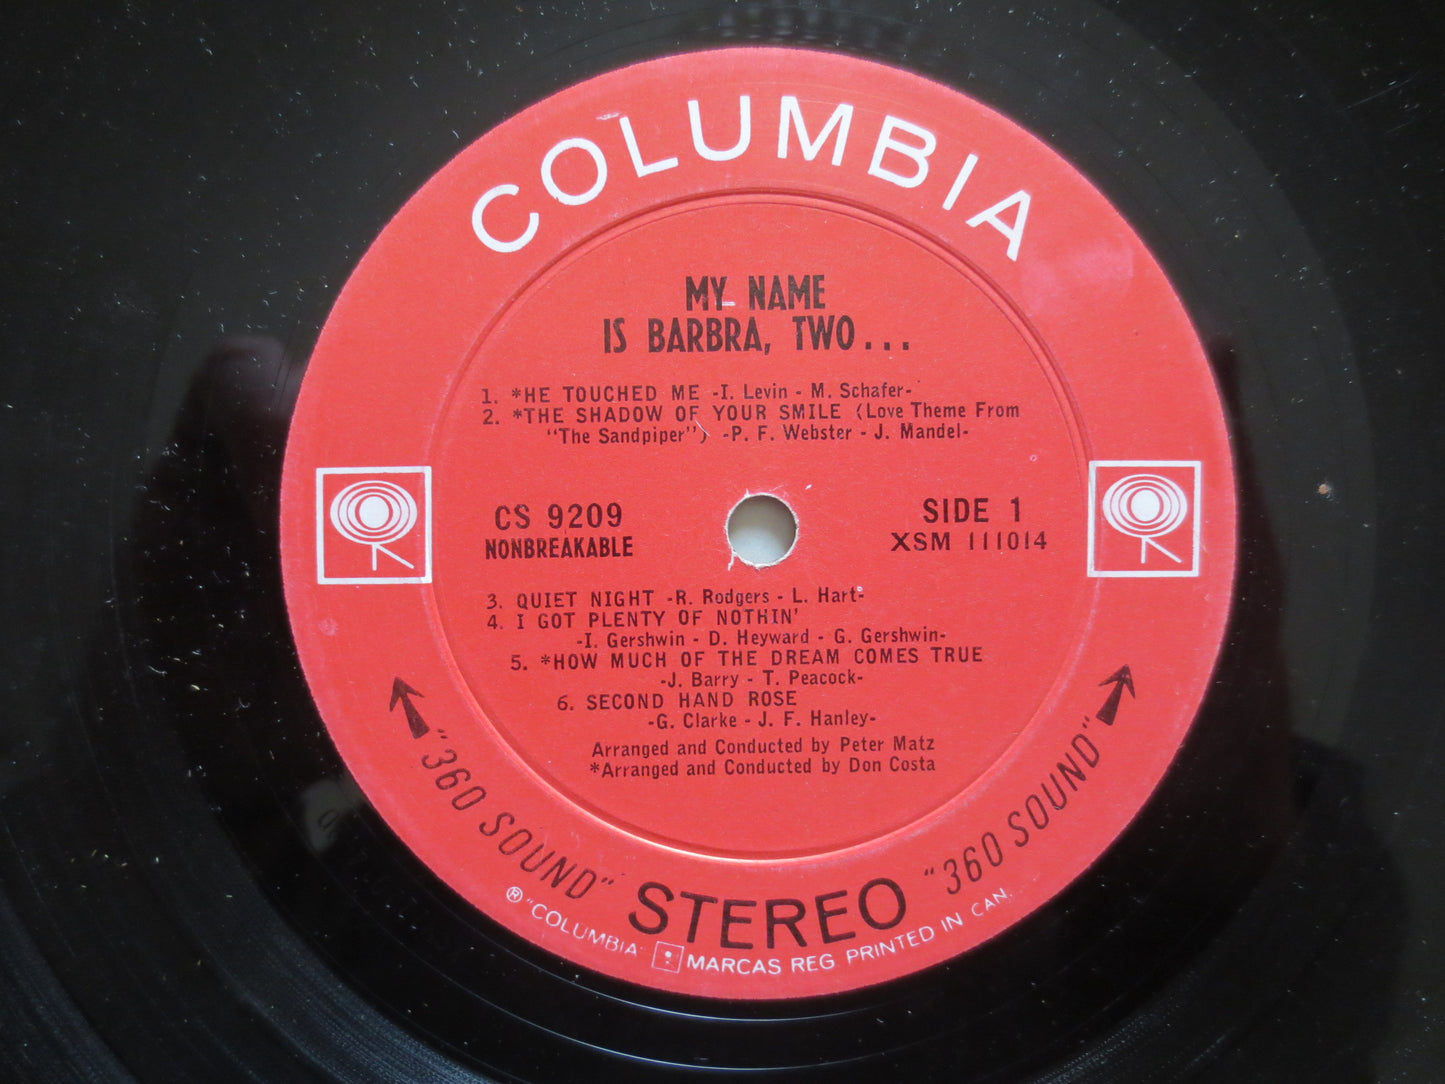 COLUMBIA
MY NAME
IS BARBRA, TWO...
1. *HE TOUCHED ME -I. Levin - M. Schafer-
2. *THE SHADOW OF YOUR SMILE (Love Theme From
"The Sandpiper") -P. F. Webster - J. Mandel-
CS 9209
NONBREAKABLE
SIDE 1
XSM 111014
3. QUIET NIGHT -R. Rodgers - L. Hart-
4. I GOT PLENTY OF NOTHIN'
-I. Gershwin - D. Heyward - G. Gershwin-
5. *HOW MUCH OF THE DREAM COMES TRUE
-J. Barry - T. Peacock-
6. SECOND HAND ROSE
-G. Clarke - J. F. Hanley-
Arranged and Conducted by Peter Matz
*Arranged and Conducted by Don Costa
"360 SOUND" STEREO "360 SOUND"
® "COLUMBIA" MARCAS REG PRINTED IN CAN.